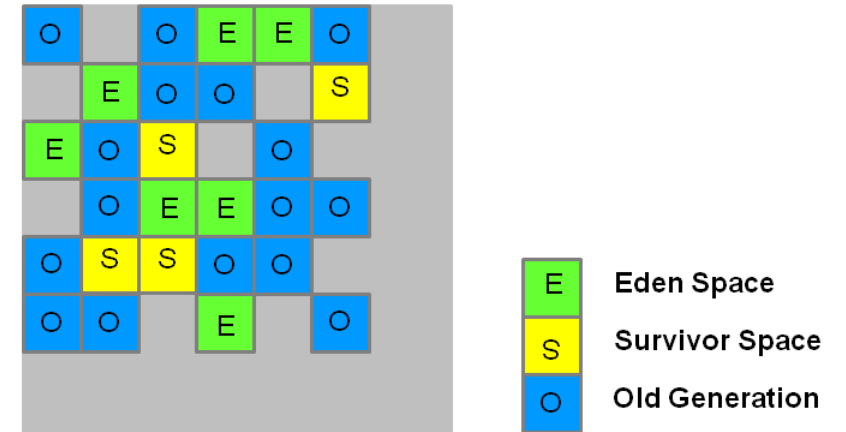 O O E E O
E O O S
E O S O
O E E O O
O S S O O
O O E O
E Eden Space
S Survivor Space
O Old Generation